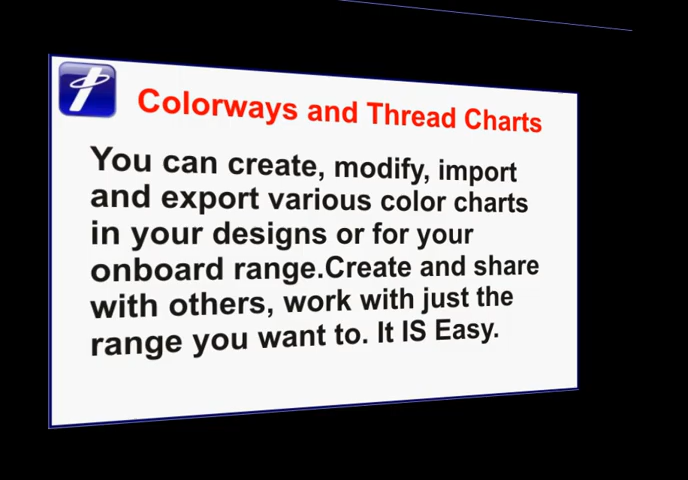 Colorways and Thread Charts
You can create, modify, import
and export various color charts
in your designs or for your
onboard range.Create and share
with others, work with just the
range you want to. It IS Easy.